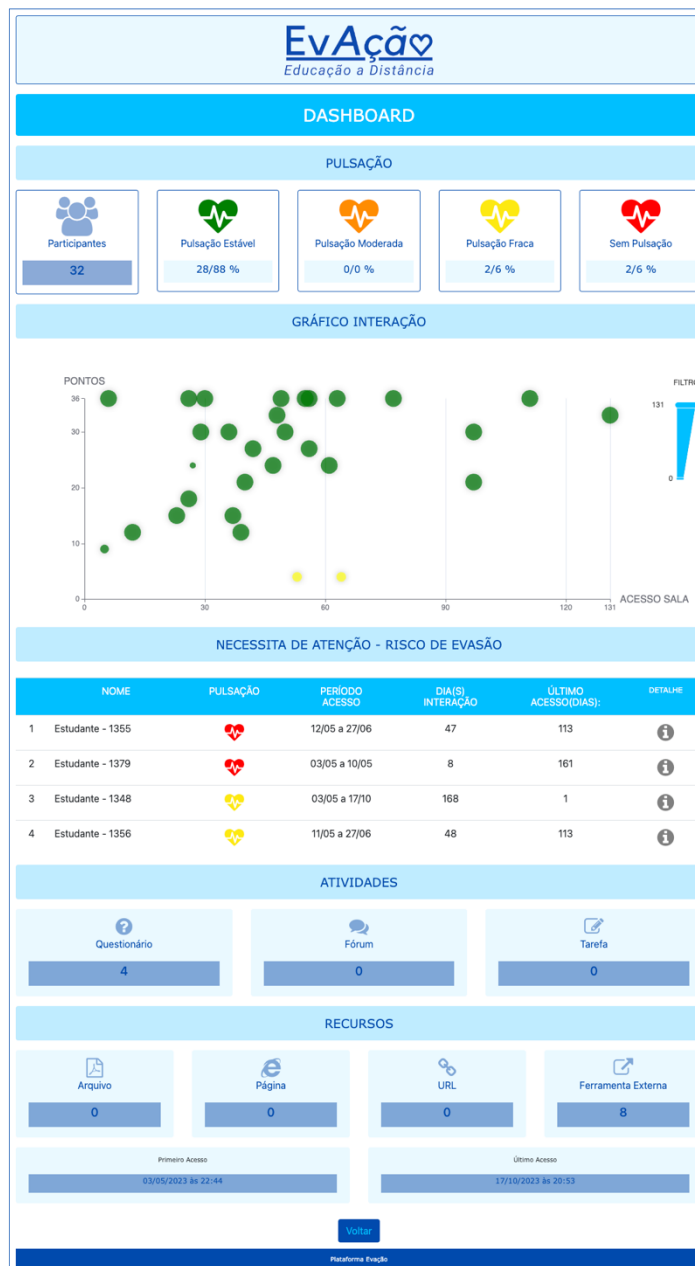 EvAção
Educação a Distância
DASHBOARD
PULSAÇÃO
Participantes
32
Pulsação Estável
28/88 %
Pulsação Moderada
0/0 %
Pulsação Fraca
2/6 %
Sem Pulsação
2/6 %
GRÁFICO INTERAÇÃO
PONTOS
36
30
20
10
0
0
30
60
90
120
131
ACESSO SALA
131
0
NECESSITA DE ATENÇÃO - RISCO DE EVASÃO
NOME PULSAÇÃO PERÍODO ACESSO DIA(S) INTERAÇÃO ÚLTIMO ACESSO(DIAS): DETALHE
1 Estudante - 1355 12/05 a 27/06 47 113
2 Estudante - 1379 03/05 a 10/05 8 161
3 Estudante - 1348 03/05 a 17/10 168 1
4 Estudante - 1356 11/05 a 27/06 48 113
ATIVIDADES
Questionário
4
Fórum
0
Tarefa
0
RECURSOS
Arquivo
0
Página
0
URL
0
Ferramenta Externa
8
Primeiro Acesso
03/05/2023 às 22:44
Último Acesso
17/10/2023 às 20:53
Voltar
Plataforma Evação